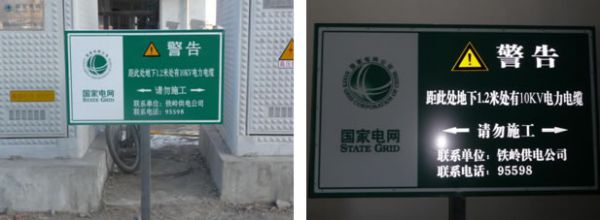 警告
距此处地下1.2米处有10KV电力电缆
请勿施工
联系单位：铁岭供电公司
联系电话：95598
国家电网
STATE GRID
警告
距此处地下1.2米处有10KV电力电缆
请勿施工
联系单位：铁岭供电公司
联系电话：95598
国家电网
STATE GRID